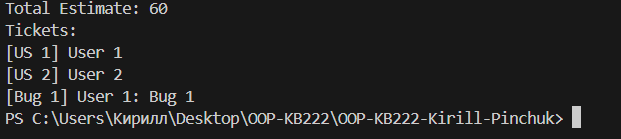 Total Estimate: 60
Tickets:
[US 1] User 1
[US 2] User 2
[Bug 1] User 1: Bug 1
PS C:\Users\Кирилл\Desktop\OOP-KB222\OOP-KB222-Kirill-Pinchuk>